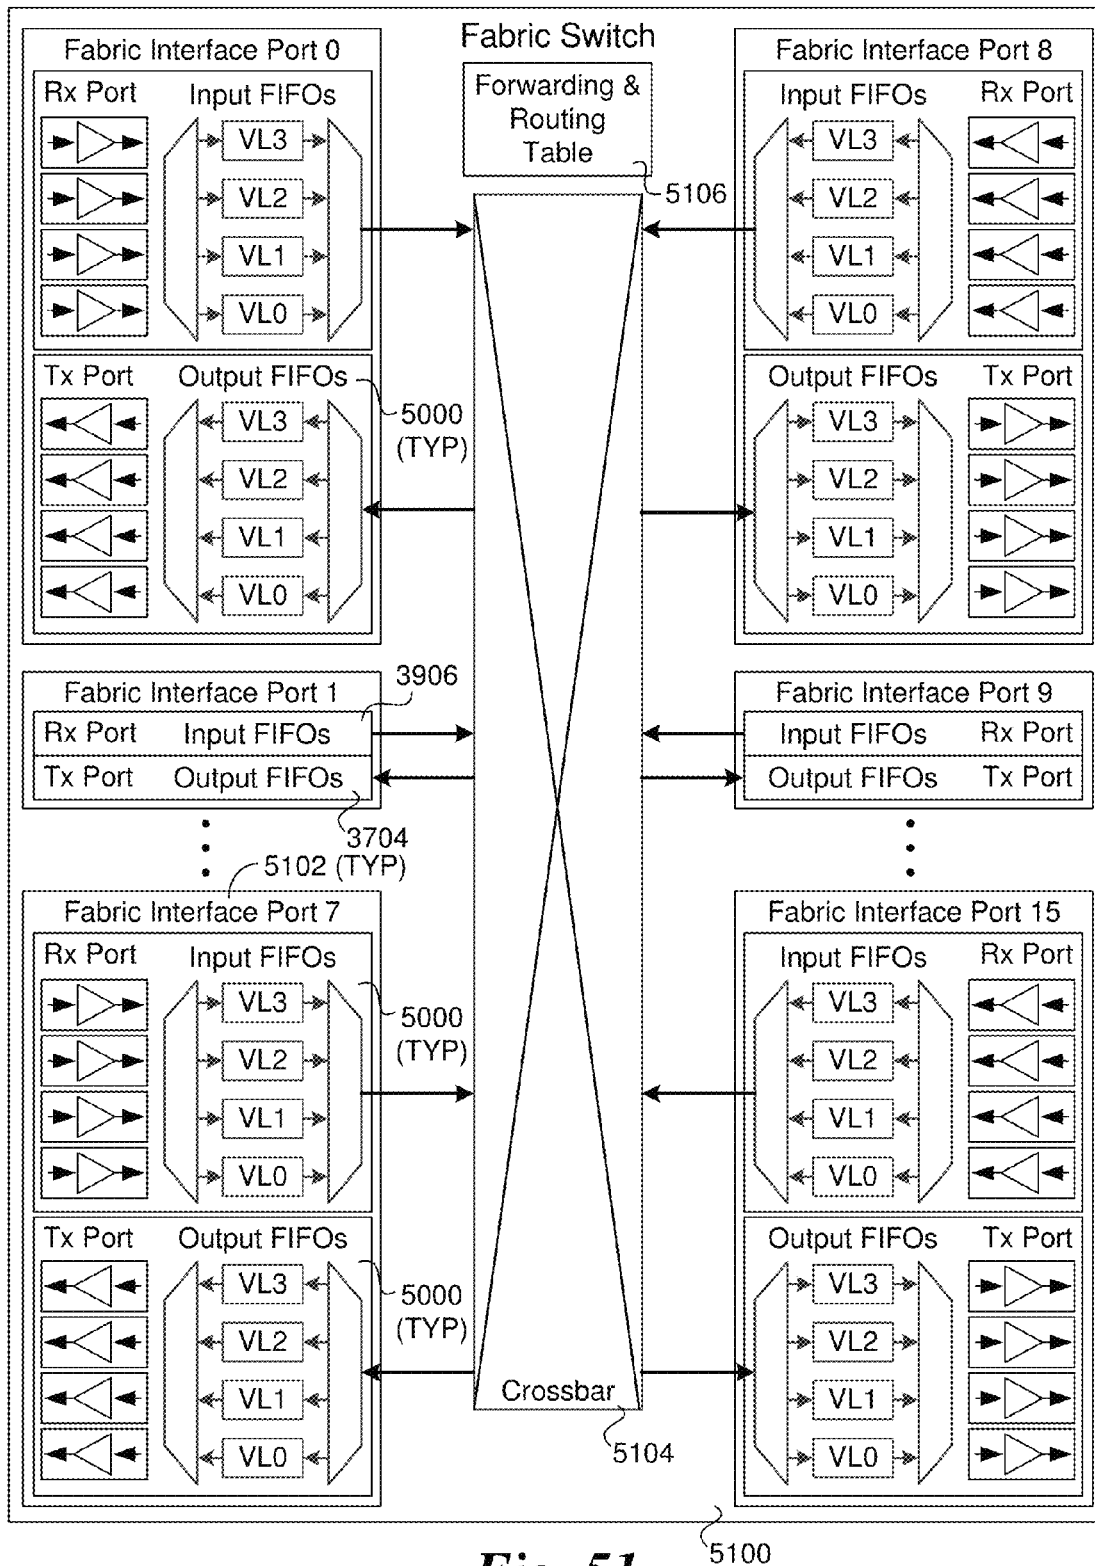 Fabric Switch
Forwarding &
Routing
Table
5106
Fabric Interface Port 0
Rx Port Input FIFOs
VL3
VL2
VL1
VL0
Tx Port Output FIFOs
5000
(TYP)
VL3
VL2
VL1
VL0
Fabric Interface Port 1
3906
Rx Port Input FIFOs
Tx Port Output FIFOs
3704
5102 (TYP)
Fabric Interface Port 7
Rx Port Input FIFOs
VL3
VL2
VL1
VL0
5000
(TYP)
Tx Port Output FIFOs
VL3
VL2
VL1
VL0
5000
(TYP)
Crossbar
5104
Fabric Interface Port 8
Input FIFOs Rx Port
VL3
VL2
VL1
VL0
Output FIFOs Tx Port
VL3
VL2
VL1
VL0
Fabric Interface Port 9
Input FIFOs Rx Port
Output FIFOs Tx Port
Fabric Interface Port 15
Input FIFOs Rx Port
VL3
VL2
VL1
VL0
Output FIFOs Tx Port
VL3
VL2
VL1
VL0
5100
Fig. 51